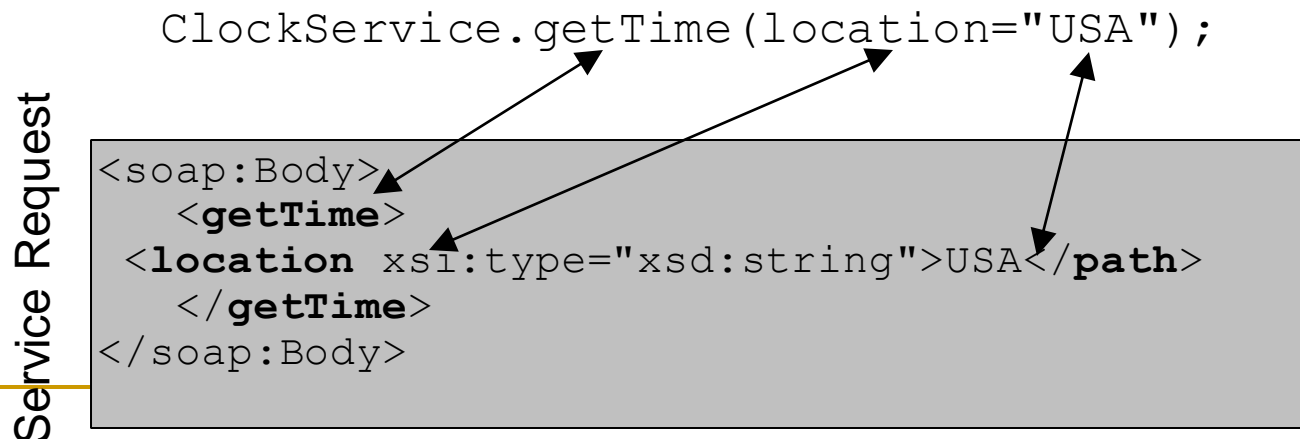 ClockService.getTime(location="USA");
Service Request
<soap:Body>
<getTime>
<location xsi:type="xsd:string">USA</path>
</getTime>
</soap:Body>